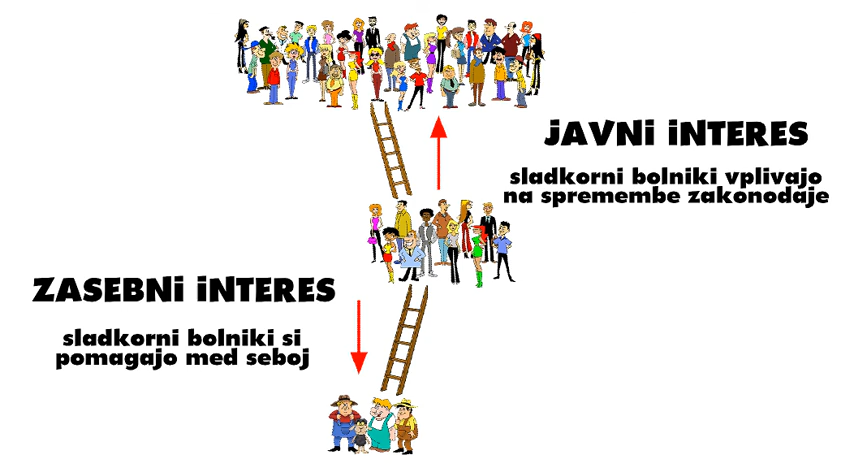 JAVNI INTERES
sladkorni bolniki vplivajo
na spremembe zakonodaje
ZASEBNI INTERES
sladkorni bolniki si
pomagajo med seboj